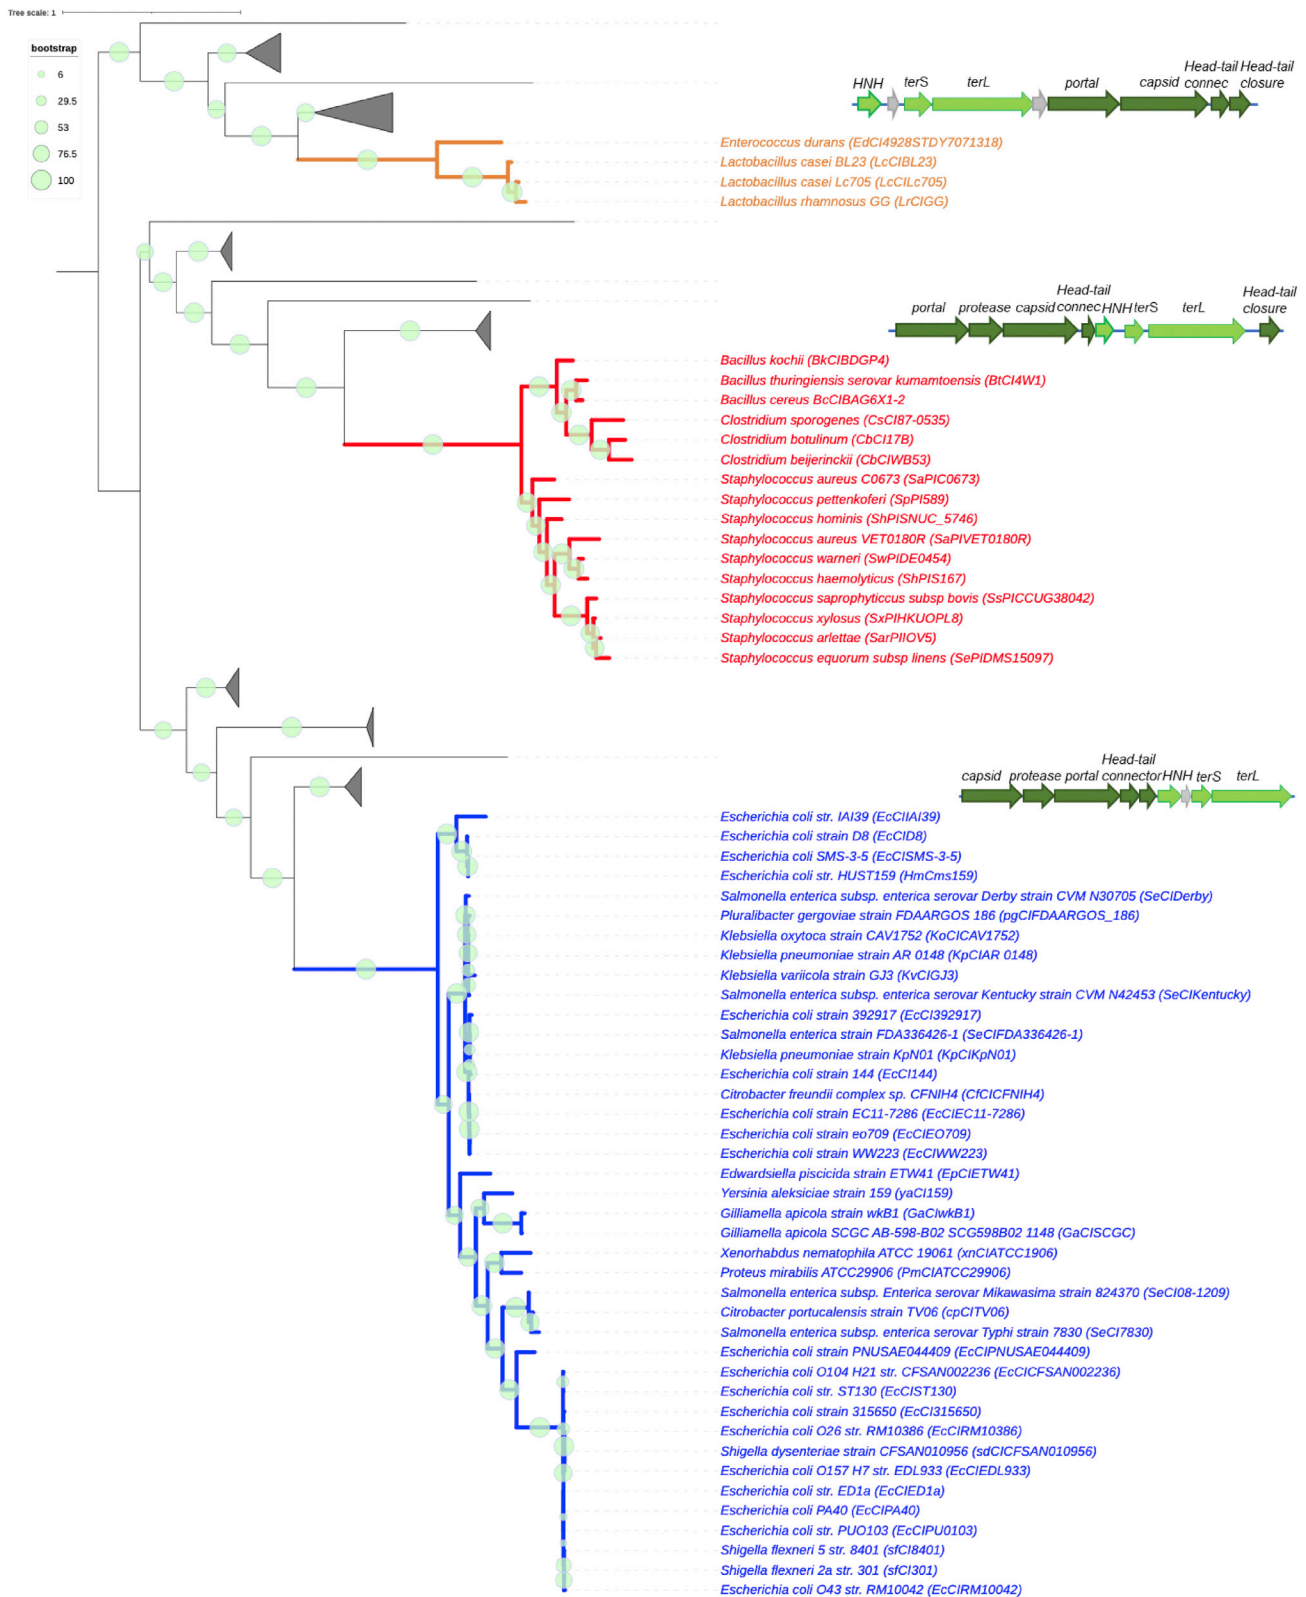 Tree scale: 1
bootstrap
6
29.5
53
76.5
100
Head-tail Head-tail
HNH terS terL portal capsid connec closure
Enterococcus durans (EdCI4928STDY7071318)
Lactobacillus casei BL23 (LcCIBL23)
Lactobacillus casei Lc705 (LcCILc705)
Lactobacillus rhamnosus GG (LrCIGG)
Head-tail Head-tail
portal protease capsid connec HNH terS terL closure
Bacillus kochii (BkCIBDGP4)
Bacillus thuringiensis serovar kumamtoensis (BtCI4W1)
Bacillus cereus BcCIBAG6X1-2
Clostridium sporogenes (CsCI87-0535)
Clostridium botulinum (CbCI17B)
Clostridium beijerinckii (CbCIWB53)
Staphylococcus aureus C0673 (SaPIC0673)
Staphylococcus pettenkoferi (SpPI589)
Staphylococcus hominis (ShPISNUC_5746)
Staphylococcus aureus VET0180R (SaPIVET0180R)
Staphylococcus warneri (SwPIDE0454)
Staphylococcus haemolyticus (ShPIS167)
Staphylococcus saprophyticcus subsp bovis (SsPICCUG38042)
Staphylococcus xylosus (SxPIHKUOPL8)
Staphylococcus arlettae (SarPIIOV5)
Staphylococcus equorum subsp linens (SePIDMS15097)
Head-tail
capsid protease portal connector HNH terS terL
Escherichia coli str. IAI39 (EcCIIAI39)
Escherichia coli strain D8 (EcCID8)
Escherichia coli SMS-3-5 (EcCISMS-3-5)
Escherichia coli str. HUST159 (HmCms159)
Salmonella enterica subsp. enterica serovar Derby strain CVM N30705 (SeCIDerby)
Pluralibacter gergoviae strain FDAARGOS 186 (pgCIFDAARGOS_186)
Klebsiella oxytoca strain CAV1752 (KoCICAV1752)
Klebsiella pneumoniae strain AR 0148 (KpCIAR 0148)
Klebsiella variicola strain GJ3 (KvCIGJ3)
Salmonella enterica subsp. enterica serovar Kentucky strain CVM N42453 (SeCIKentucky)
Escherichia coli strain 392917 (EcCI392917)
Salmonella enterica strain FDA336426-1 (SeCIFDA336426-1)
Klebsiella pneumoniae strain KpN01 (KpCIKpN01)
Escherichia coli strain 144 (EcCI144)
Citrobacter freundii complex sp. CFNIH4 (CfCICFNIH4)
Escherichia coli strain EC11-7286 (EcCIEC11-7286)
Escherichia coli strain eo709 (EcCIEO709)
Escherichia coli strain WW223 (EcCIWW223)
Edwardsiella piscicida strain ETW41 (EpCIETW41)
Yersinia aleksiciae strain 159 (yaCI159)
Gilliamella apicola strain wkB1 (GaCIwkB1)
Gilliamella apicola SCGC AB-598-B02 SCG598B02 1148 (GaCISCGC)
Xenorhabdus nematophila ATCC 19061 (xnCIATCC1906)
Proteus mirabilis ATCC29906 (PmCIATCC29906)
Salmonella enterica subsp. Enterica serovar Mikawasima strain 824370 (SeCI08-1209)
Citrobacter portucalensis strain TV06 (cpCITV06)
Salmonella enterica subsp. enterica serovar Typhi strain 7830 (SeCI7830)
Escherichia coli strain PNUSAE044409 (EcCIPNUSAE044409)
Escherichia coli O104 H21 str. CFSAN002236 (EcCICFSAN002236)
Escherichia coli str. ST130 (EcCIST130)
Escherichia coli strain 315650 (EcCI315650)
Escherichia coli O26 str. RM10386 (EcCIRM10386)
Shigella dysenteriae strain CFSAN010956 (sdCICFSAN010956)
Escherichia coli O157 H7 str. EDL933 (EcCIEDL933)
Escherichia coli str. ED1a (EcCIED1a)
Escherichia coli PA40 (EcCIPA40)
Escherichia coli str. PUO103 (EcCIPU0103)
Shigella flexneri 5 str. 8401 (sfCI8401)
Shigella flexneri 2a str. 301 (sfCI301)
Escherichia coli O43 str. RM10042 (EcCIRM10042)